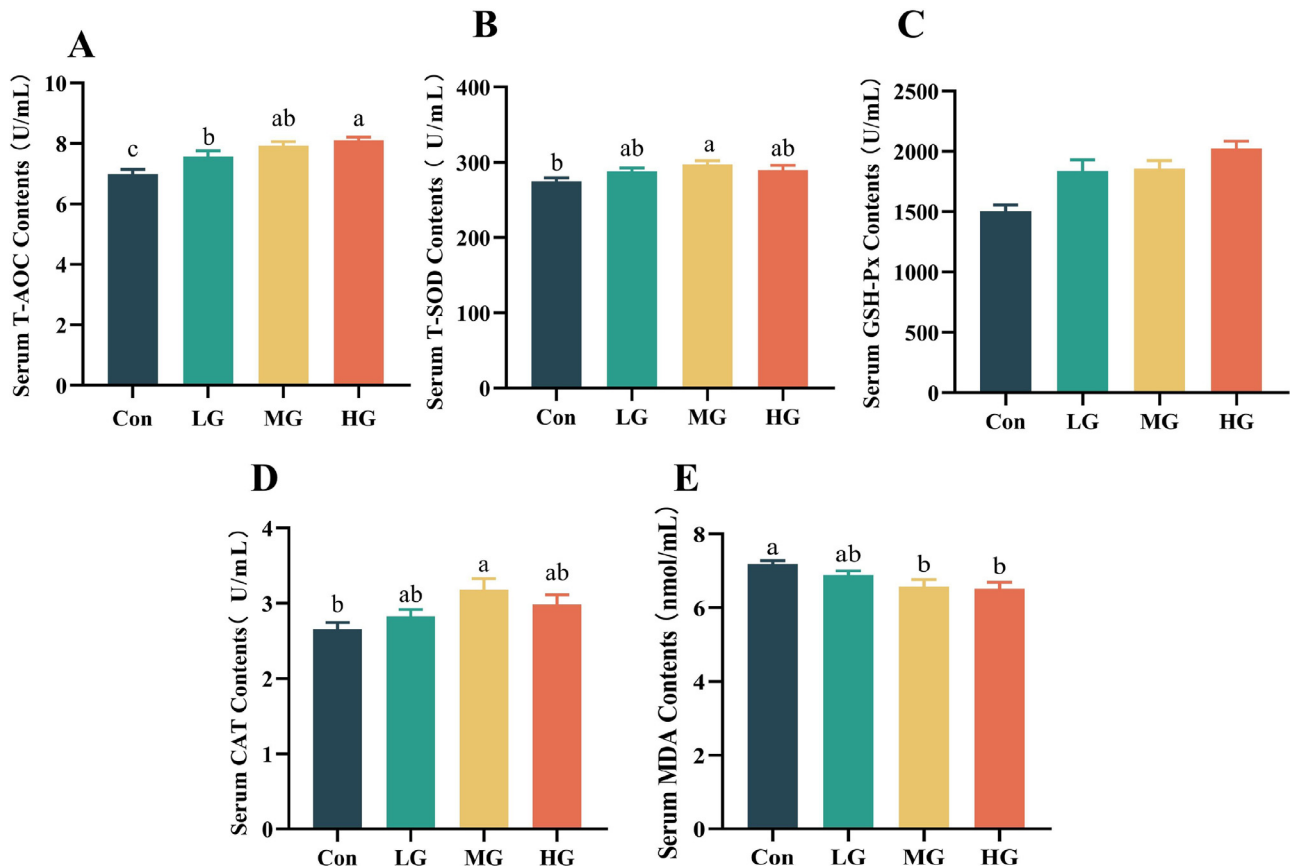 A
Serum T-AOC Contents（U/mL）
10
8
6
4
2
0
c
b
ab
a
Con
LG
MG
HG
B
Serum T-SOD Contents（ U/mL）
400
300
200
100
0
b
ab
a
ab
Con
LG
MG
HG
C
Serum GSH-Px Contents（U/mL）
2500
2000
1500
1000
500
0
Con
LG
MG
HG
D
Serum CAT Contents（ U/mL）
4
3
2
1
0
b
ab
a
ab
Con
LG
MG
HG
E
Serum MDA Contents（nmol/mL）
8
6
4
2
0
a
ab
b
b
Con
LG
MG
HG